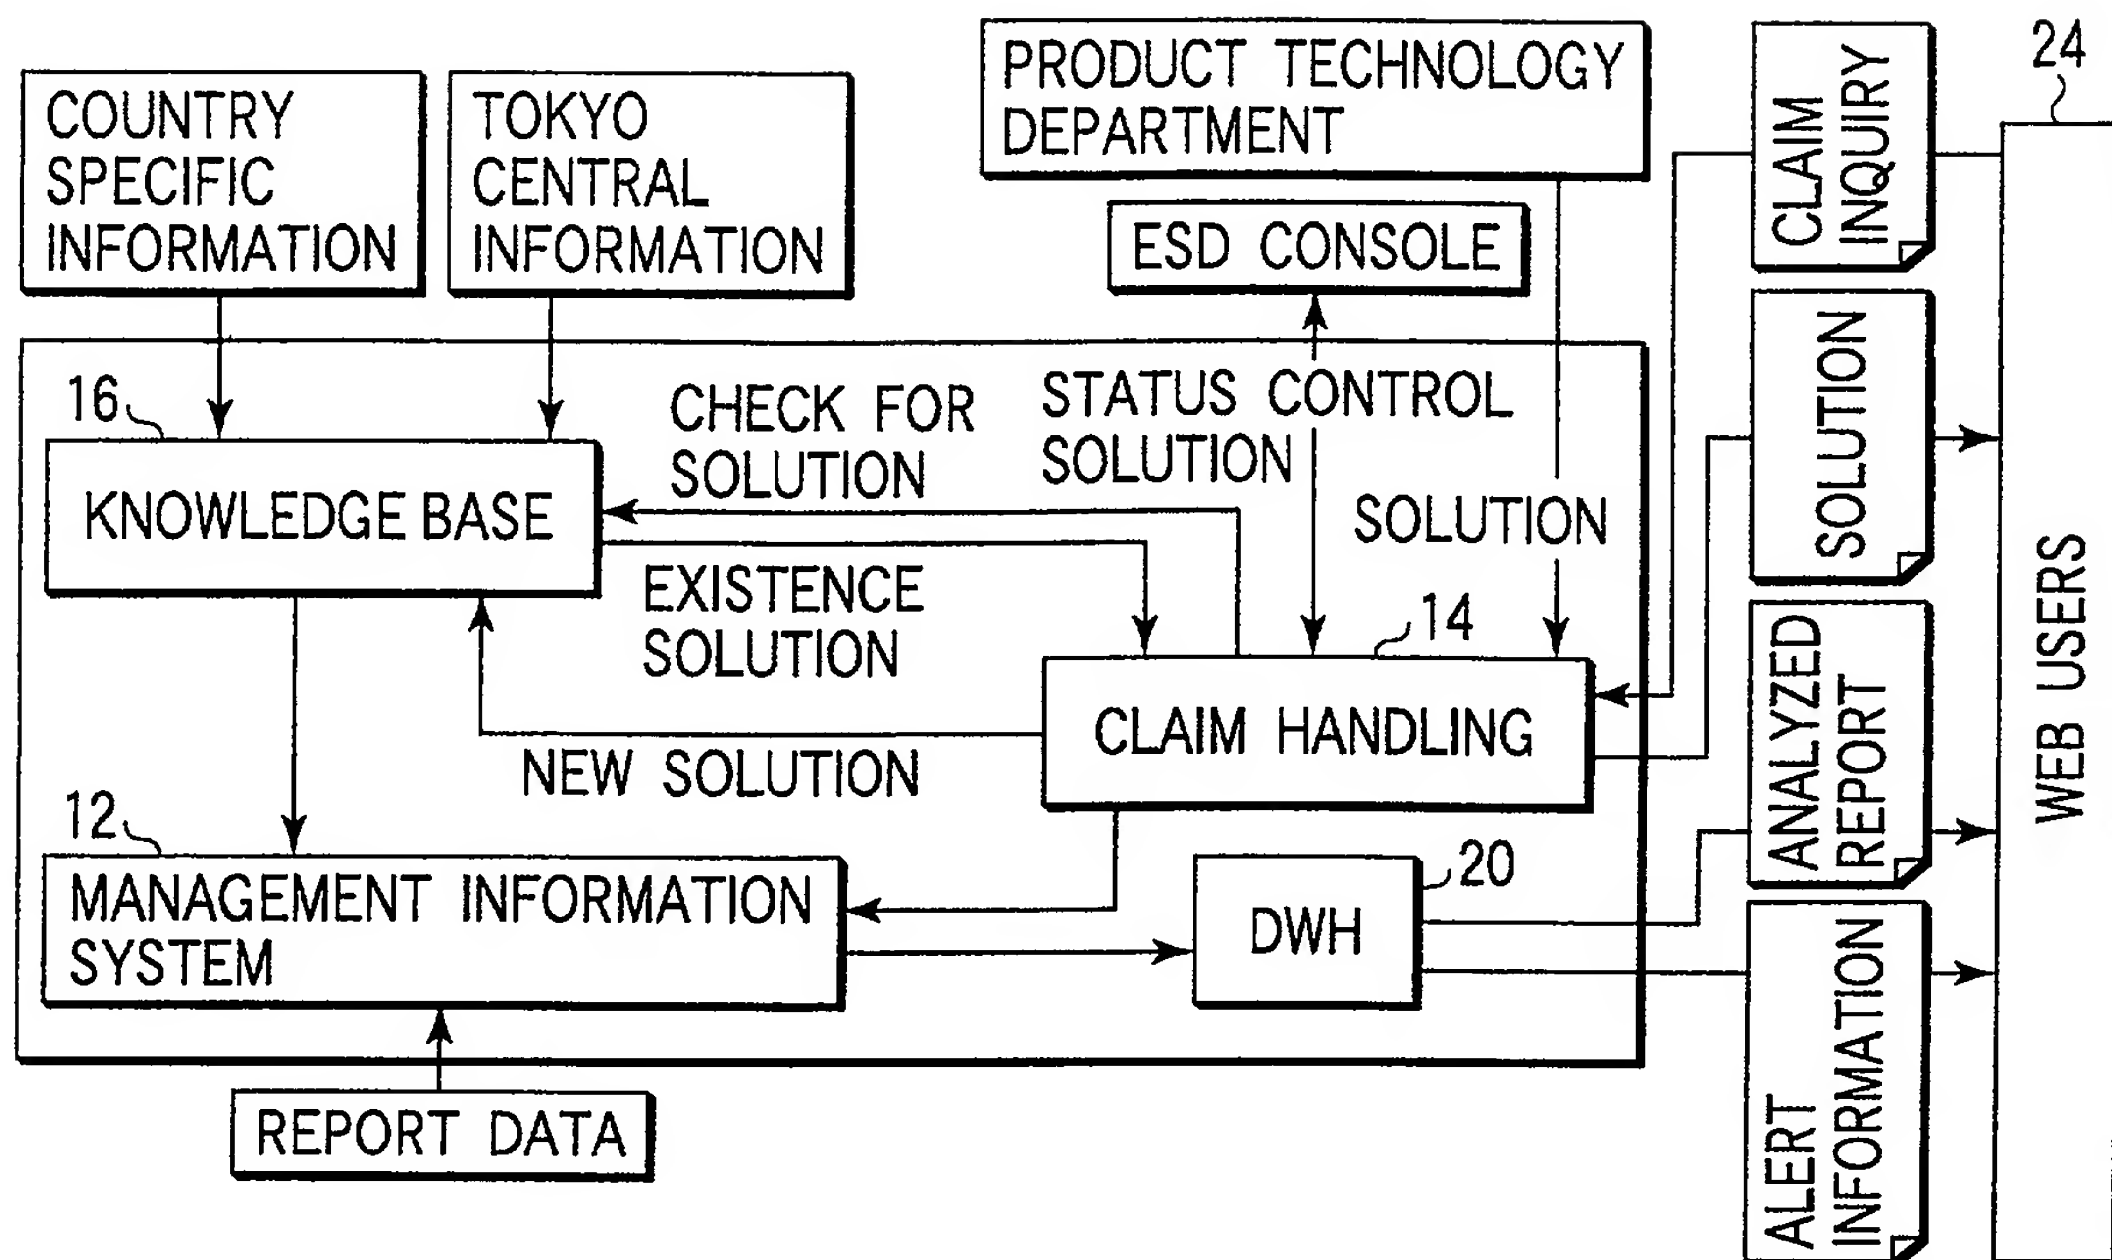 COUNTRY
SPECIFIC
INFORMATION
TOKYO
CENTRAL
INFORMATION
PRODUCT TECHNOLOGY
DEPARTMENT
ESD CONSOLE
CLAIM
INQUIRY
24
16
KNOWLEDGE BASE
CHECK FOR
SOLUTION
STATUS CONTROL
SOLUTION
SOLUTION
SOLUTION
EXISTENCE
SOLUTION
14
CLAIM HANDLING
NEW SOLUTION
WEB USERS
ANALYZED
REPORT
12
MANAGEMENT INFORMATION
SYSTEM
20
DWH
ALERT
INFORMATION
REPORT DATA